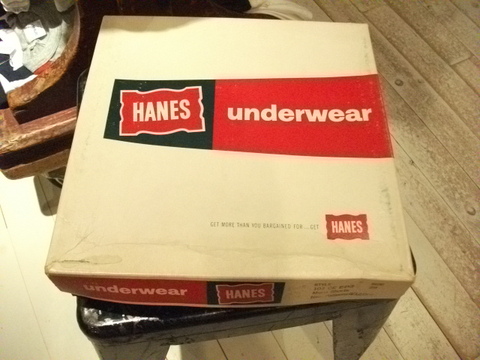 HANES underwear
GET MORE THAN YOU BARGAINED FOR...GET HANES
underwear HANES